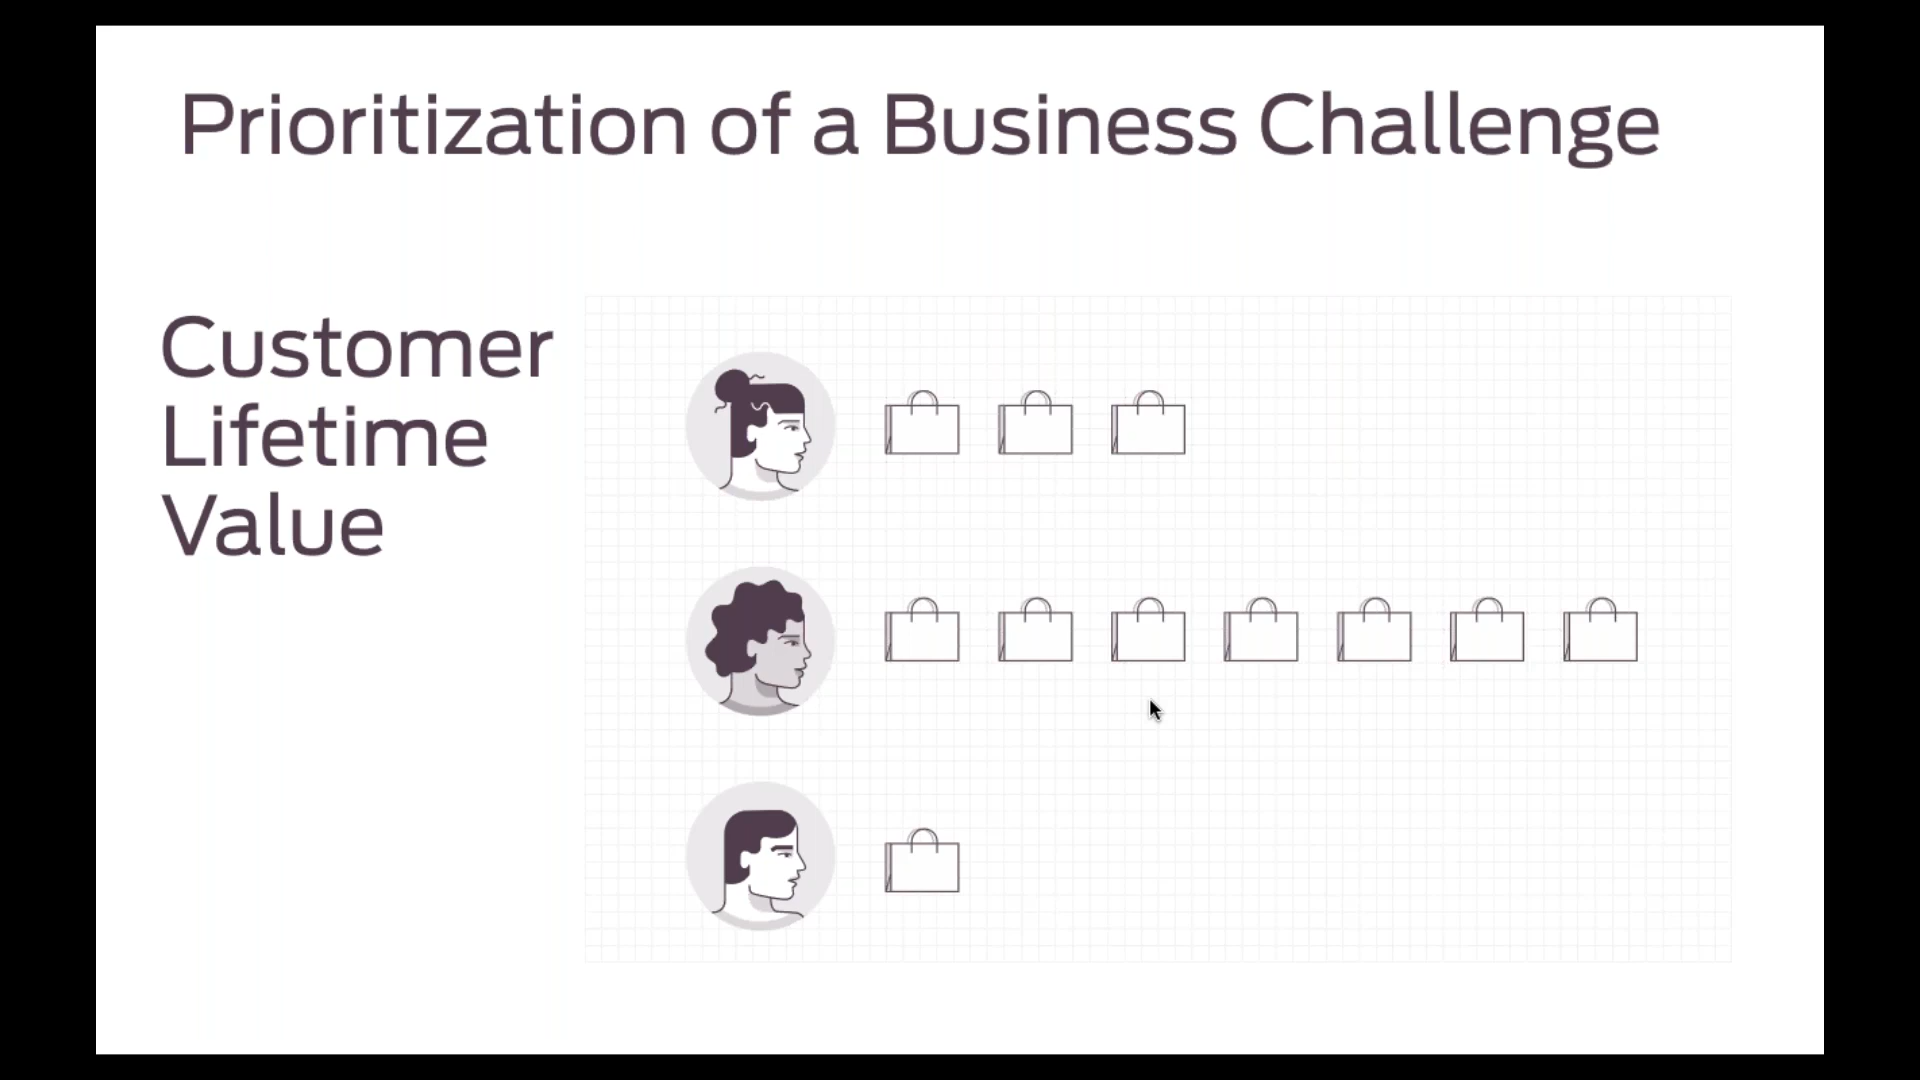 Prioritization of a Business Challenge
Customer
Lifetime
Value